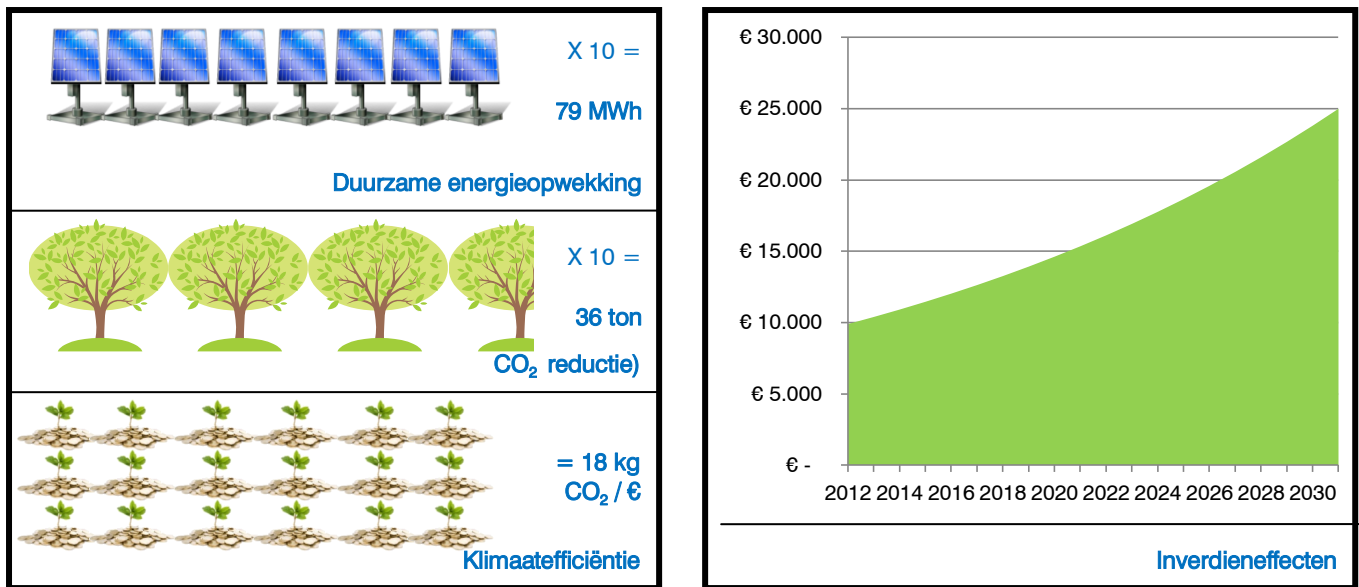 X 10 =
79 MWh
Duurzame energieopwekking
X 10 =
36 ton
CO₂ reductie)
= 18 kg
CO₂ / €
Klimaatefficiëntie
€ 30.000
€ 25.000
€ 20.000
€ 15.000
€ 10.000
€ 5.000
€ -
2012 2014 2016 2018 2020 2022 2024 2026 2028 2030
Inverdieneffecten